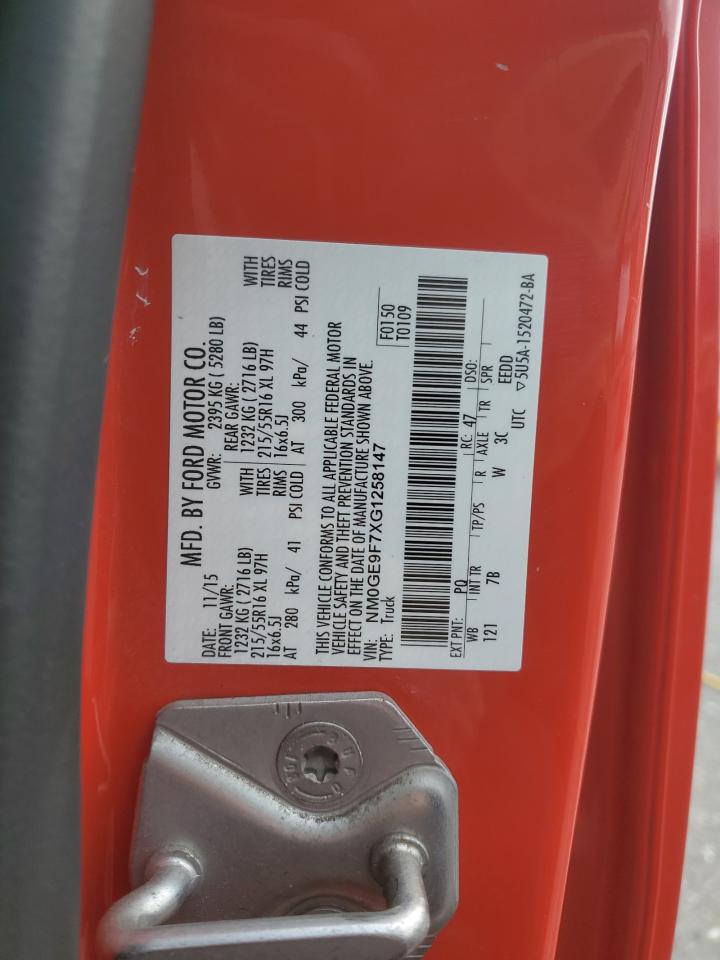 MFD. BY FORD MOTOR CO.
DATE: 11/15 GVWR: 2395 KG ( 5280 LB)
FRONT GAWR: REAR GAWR:
1232 KG ( 2716 LB) WITH 1232 KG ( 2716 LB) WITH
215/55R16 XL 97H TIRES 215/55R16 XL 97H TIRES
16x6.5J RIMS 16x6.5J RIMS
AT 280 kPa/ 41 PSI COLD AT 300 kPa/ 44 PSI COLD
THIS VEHICLE CONFORMS TO ALL APPLICABLE FEDERAL MOTOR
VEHICLE SAFETY AND THEFT PREVENTION STANDARDS IN
EFFECT ON THE DATE OF MANUFACTURE SHOWN ABOVE.
VIN: NM0GE9F7XG1258147 F0150
TYPE: Truck T0109
EXT PNT: PQ RC: 47 DSO:
WB INT TR TP/PS R AXLE TR SPR
121 7B W 3C EEDD
UTC ▽5U5A-1520472-BA